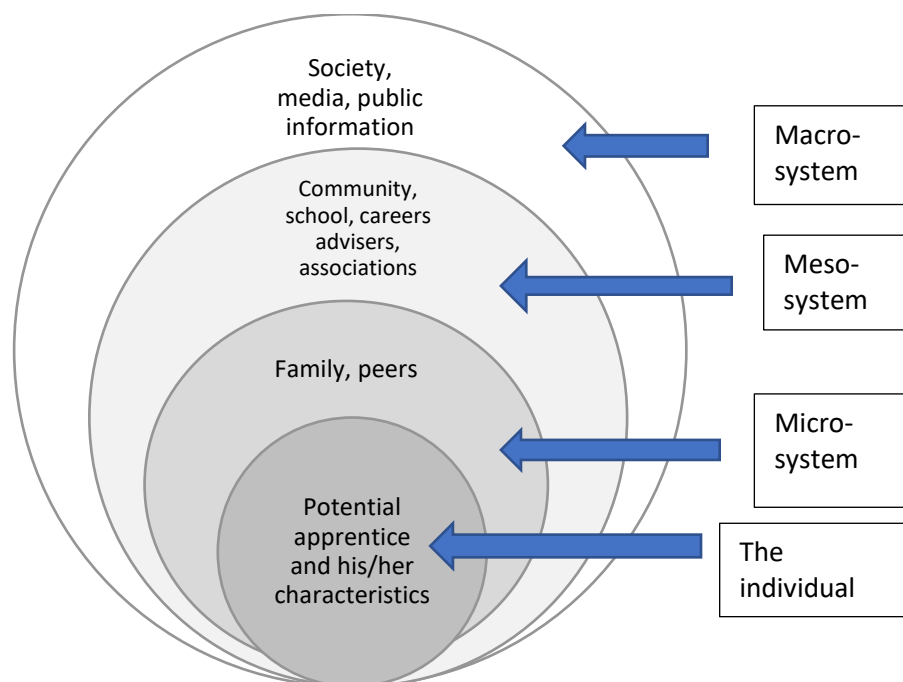 Society,
media, public
information
Macro-
system
Community,
school, careers
advisers,
associations
Meso-
system
Family, peers
Micro-
system
Potential
apprentice
and his/her
characteristics
The
individual